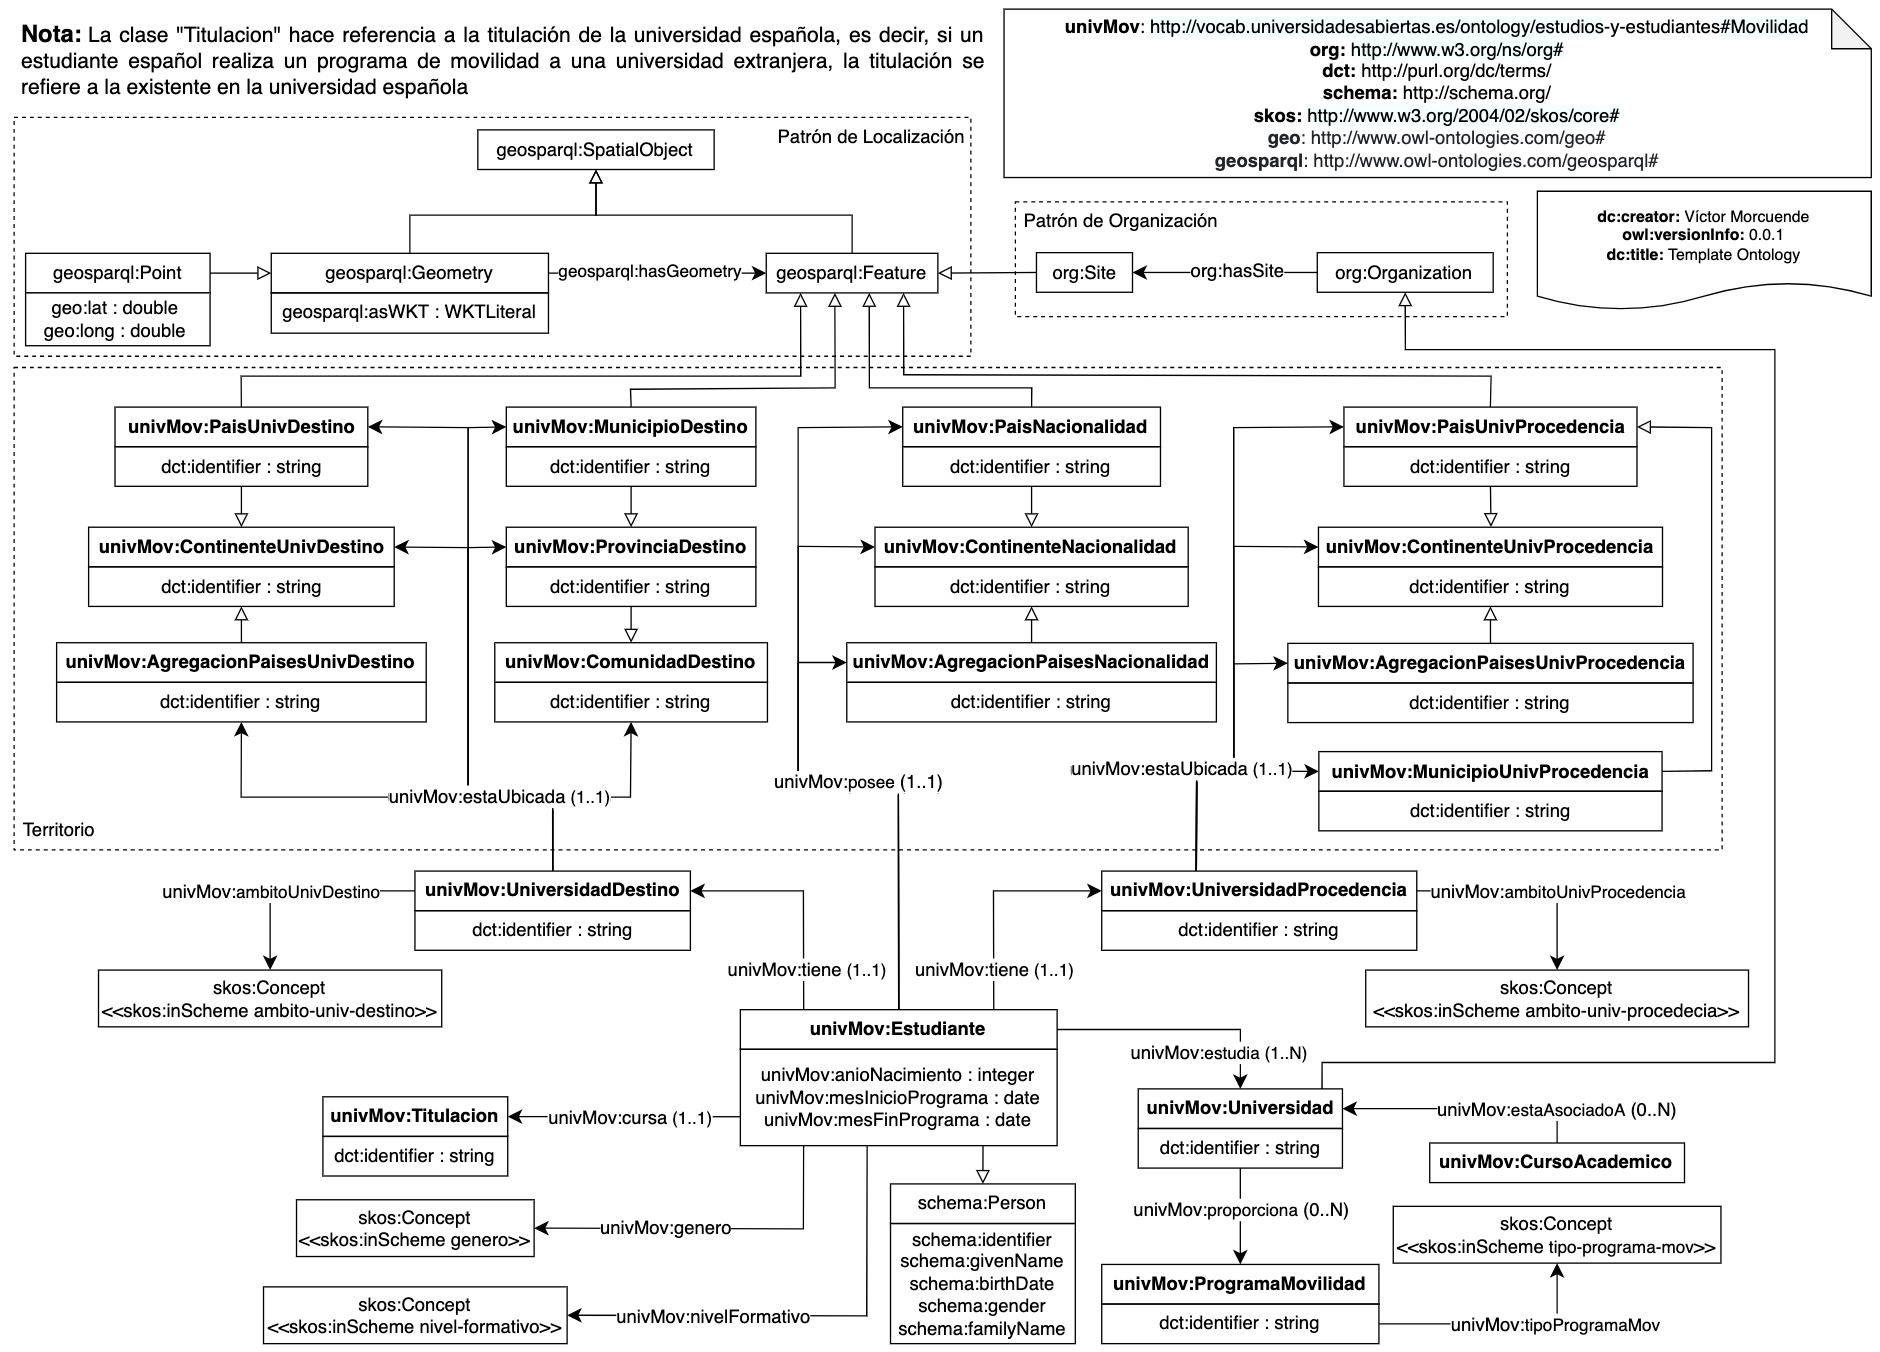 Nota: La clase "Titulacion" hace referencia a la titulación de la universidad española, es decir, si un
estudiante español realiza un programa de movilidad a una universidad extranjera, la titulación se
refiere a la existente en la universidad española
univMov: http://vocab.universidadesabiertas.es/ontology/estudios-y-estudiantes#Movilidad
org: http://www.w3.org/ns/org#
dct: http://purl.org/dc/terms/
schema: http://schema.org/
skos: http://www.w3.org/2004/02/skos/core#
geo: http://www.owl-ontologies.com/geo#
geosparql: http://www.owl-ontologies.com/geosparql#
dc:creator: Víctor Morcuende
owl:versionInfo: 0.0.1
dc:title: Template Ontology
Patrón de Localización
geosparql:SpatialObject
geosparql:Point
geo:lat : double
geo:long : double
geosparql:Geometry
geosparql:asWKT : WKTLiteral
geosparql:hasGeometry
geosparql:Feature
Patrón de Organización
org:Site
org:hasSite
org:Organization
univMov:PaisUnivDestino
dct:identifier : string
univMov:MunicipioDestino
dct:identifier : string
univMov:PaisNacionalidad
dct:identifier : string
univMov:PaisUnivProcedencia
dct:identifier : string
univMov:ContinenteUnivDestino
dct:identifier : string
univMov:ProvinciaDestino
dct:identifier : string
univMov:ContinenteNacionalidad
dct:identifier : string
univMov:ContinenteUnivProcedencia
dct:identifier : string
univMov:AgregacionPaisesUnivDestino
dct:identifier : string
univMov:ComunidadDestino
dct:identifier : string
univMov:AgregacionPaisesNacionalidad
dct:identifier : string
univMov:AgregacionPaisesUnivProcedencia
dct:identifier : string
univMov:estaUbicada (1..1)
univMov:posee (1..1)
univMov:estaUbicada (1..1)
univMov:MunicipioUnivProcedencia
dct:identifier : string
Territorio
univMov:ambitoUnivDestino
univMov:UniversidadDestino
dct:identifier : string
univMov:UniversidadProcedencia
dct:identifier : string
univMov:ambitoUnivProcedencia
univMov:tiene (1..1)
univMov:tiene (1..1)
skos:Concept
<<skos:inScheme ambito-univ-destino>>
skos:Concept
<<skos:inScheme ambito-univ-procedecia>>
univMov:Estudiante
univMov:anioNacimiento : integer
univMov:mesInicioPrograma : date
univMov:mesFinPrograma : date
univMov:estudia (1..N)
univMov:Titulacion
dct:identifier : string
univMov:cursa (1..1)
univMov:Universidad
dct:identifier : string
univMov:estaAsociadoA (0..N)
univMov:CursoAcademico
skos:Concept
<<skos:inScheme genero>>
univMov:genero
schema:Person
schema:identifier
schema:givenName
schema:birthDate
schema:gender
schema:familyName
univMov:proporciona (0..N)
skos:Concept
<<skos:inScheme tipo-programa-mov>>
skos:Concept
<<skos:inScheme nivel-formativo>>
univMov:nivelFormativo
univMov:ProgramaMovilidad
dct:identifier : string
univMov:tipoProgramaMov